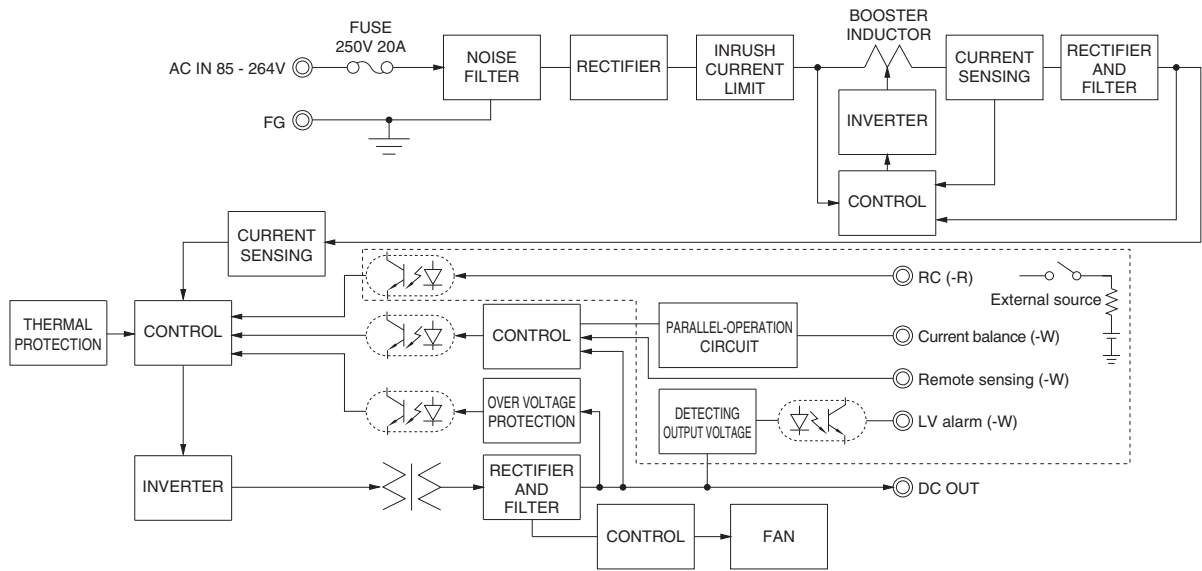 FUSE
250V 20A
AC IN 85 - 264V
NOISE
FILTER
RECTIFIER
INRUSH
CURRENT
LIMIT
BOOSTER
INDUCTOR
CURRENT
SENSING
RECTIFIER
AND
FILTER
FG
INVERTER
CONTROL
CURRENT
SENSING
RC (-R)
External source
THERMAL
PROTECTION
CONTROL
CONTROL
PARALLEL-OPERATION
CIRCUIT
Current balance (-W)
Remote sensing (-W)
OVER VOLTAGE
PROTECTION
DETECTING
OUTPUT VOLTAGE
LV alarm (-W)
INVERTER
RECTIFIER
AND
FILTER
DC OUT
CONTROL
FAN